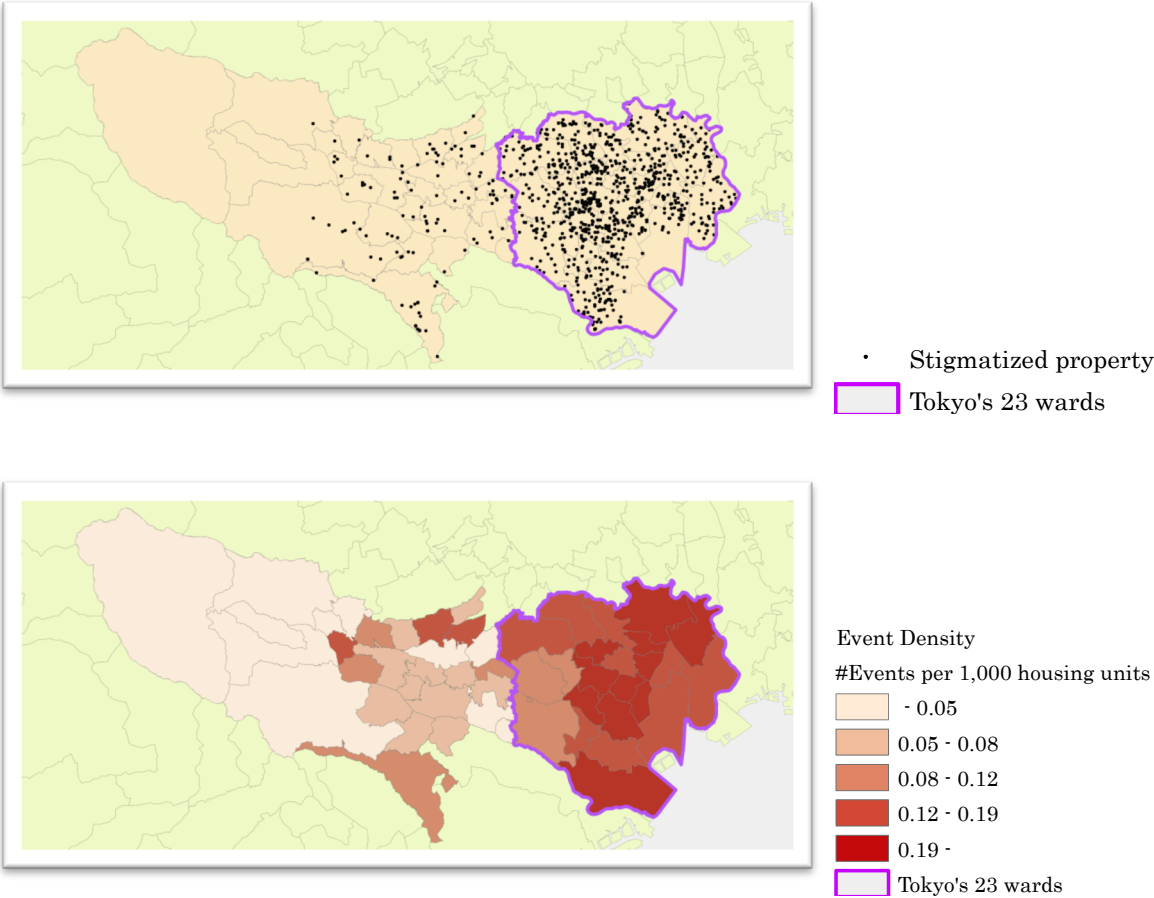 Stigmatized property
Tokyo's 23 wards
Event Density
#Events per 1,000 housing units
- 0.05
0.05 - 0.08
0.08 - 0.12
0.12 - 0.19
0.19 -
Tokyo's 23 wards